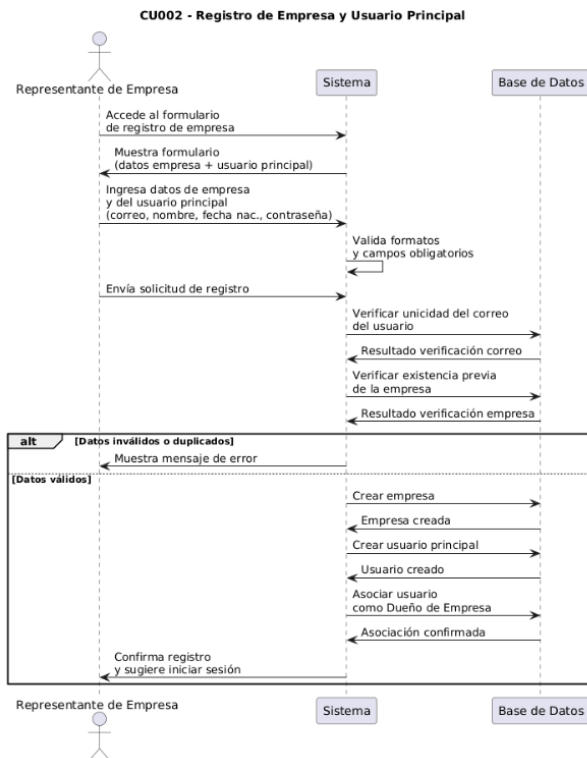 CU002 - Registro de Empresa y Usuario Principal
Representante de Empresa
Sistema
Base de Datos
Accede al formulario
de registro de empresa
Muestra formulario
(datos empresa + usuario principal)
Ingresa datos de empresa
y del usuario principal
(correo, nombre, fecha nac., contraseña)
Valida formatos
y campos obligatorios
Envía solicitud de registro
Verificar unicidad del correo
del usuario
Resultado verificación correo
Verificar existencia previa
de la empresa
Resultado verificación empresa
alt [Datos inválidos o duplicados]
Muestra mensaje de error
[Datos válidos]
Crear empresa
Empresa creada
Crear usuario principal
Usuario creado
Asociar usuario
como Dueño de Empresa
Asociación confirmada
Confirma registro
y sugiere iniciar sesión
Representante de Empresa
Sistema
Base de Datos